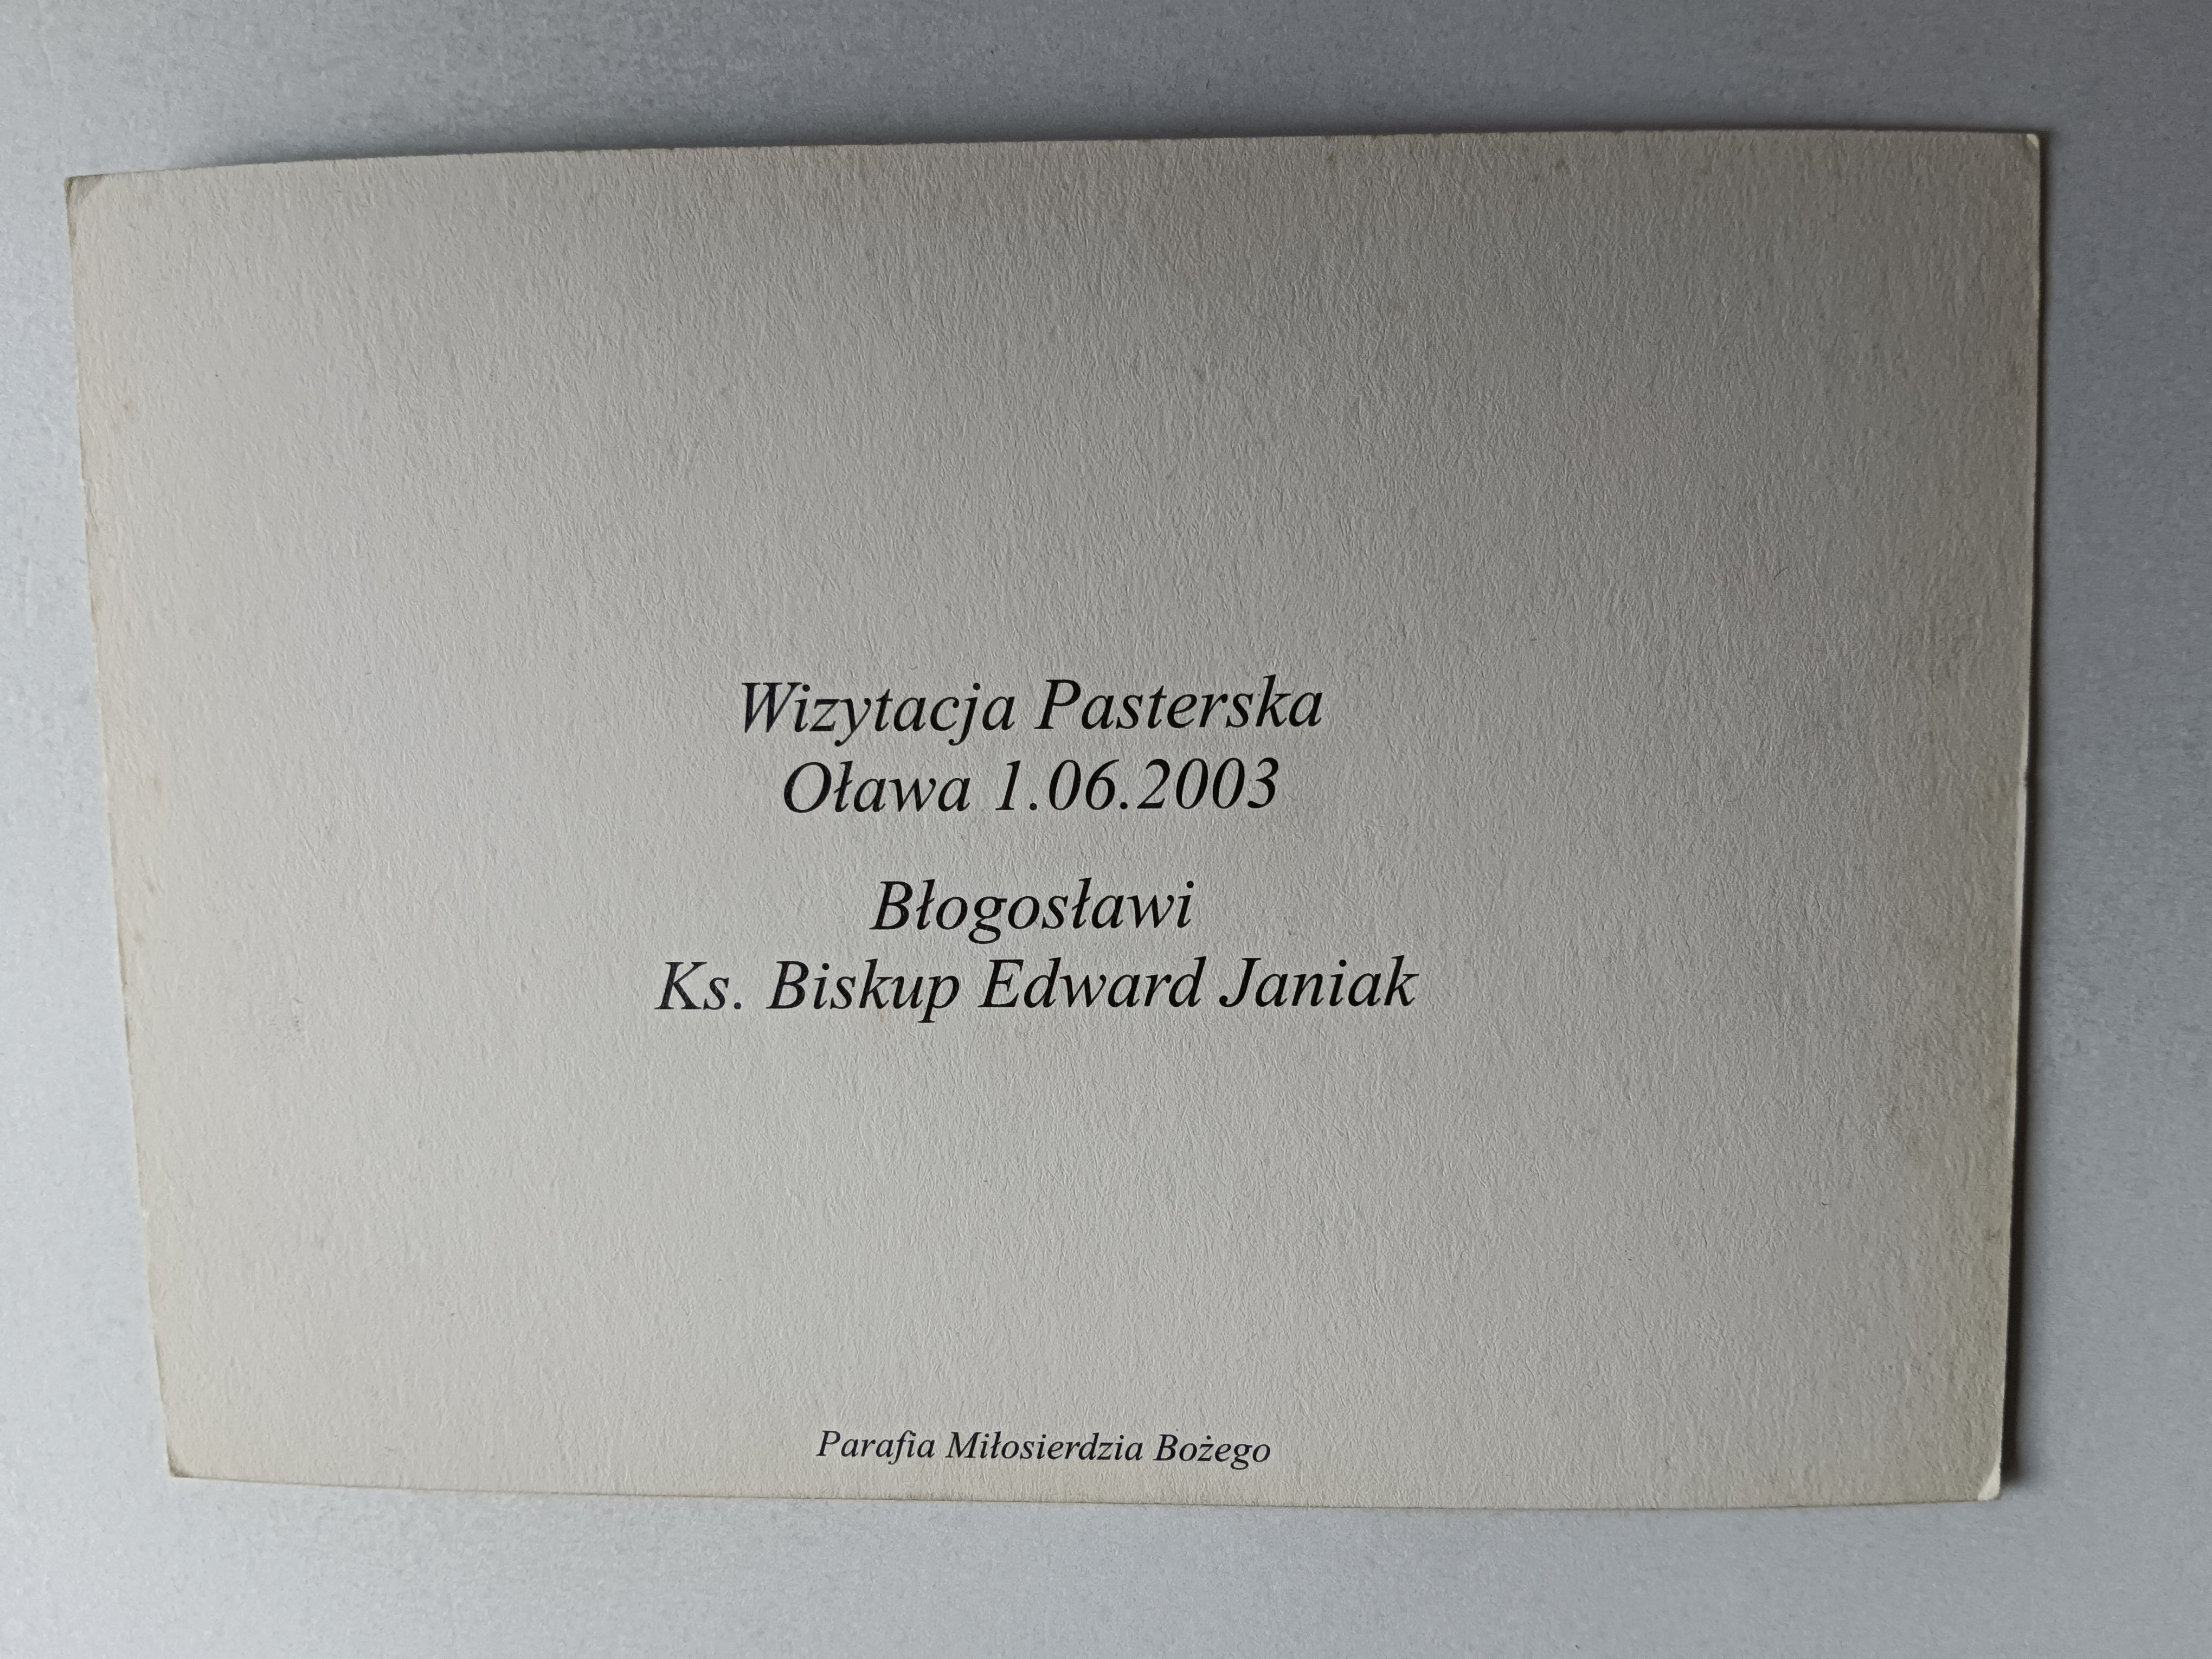 Wizytacja Pasterska
Oława 1.06.2003
Błogosławi
Ks. Biskup Edward Janiak
Parafia Miłosierdzia Bożego